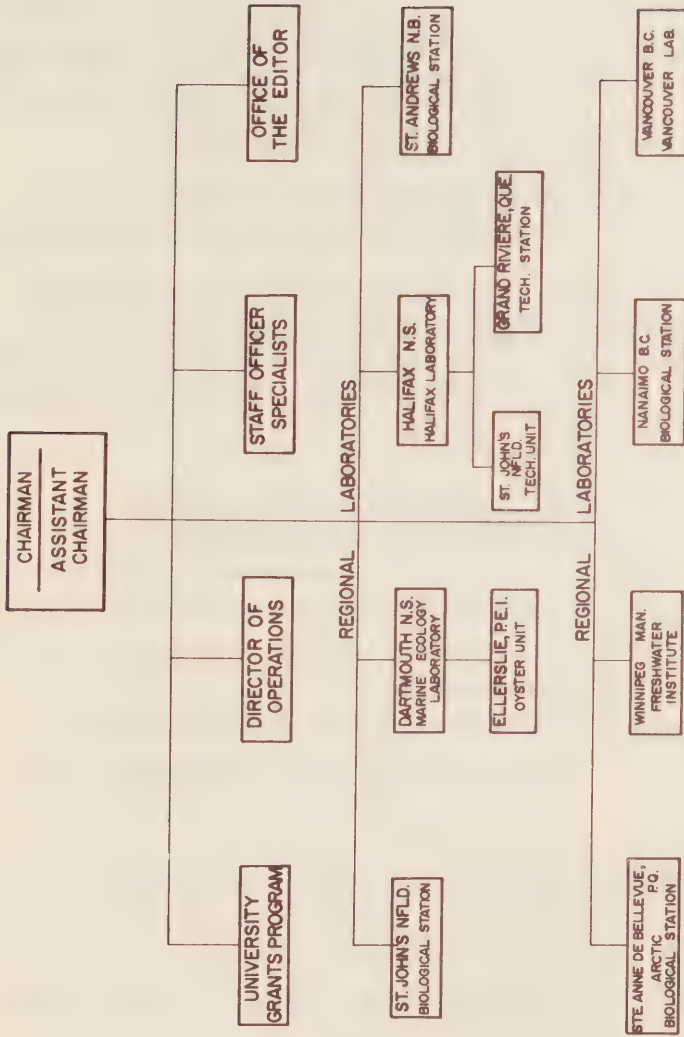 CHAIRMAN
ASSISTANT
CHAIRMAN
UNIVERSITY
GRANTS PROGRAM
DIRECTOR OF
OPERATIONS
STAFF OFFICER
SPECIALISTS
OFFICE OF
THE EDITOR
REGIONAL LABORATORIES
ST. JOHN'S NFLD.
BIOLOGICAL STATION
DARTMOUTH N.S.
MARINE ECOLOGY
LABORATORY
HALIFAX N.S.
HALIFAX LABORATORY
ST. ANDREWS N.B.
BIOLOGICAL STATION
ELLERSLIE, P.E.I.
OYSTER UNIT
ST. JOHN'S
NFLD.
TECH. UNIT
GRAND RIVIERE, QUE.
TECH. STATION
REGIONAL LABORATORIES
STE ANNE DE BELLEVUE,
ARCTIC P.Q.
BIOLOGICAL STATION
WINNIPEG MAN.
FRESHWATER
INSTITUTE
NANAIMO B.C.
BIOLOGICAL STATION
VANCOUVER B.C.
VANCOUVER LAB.